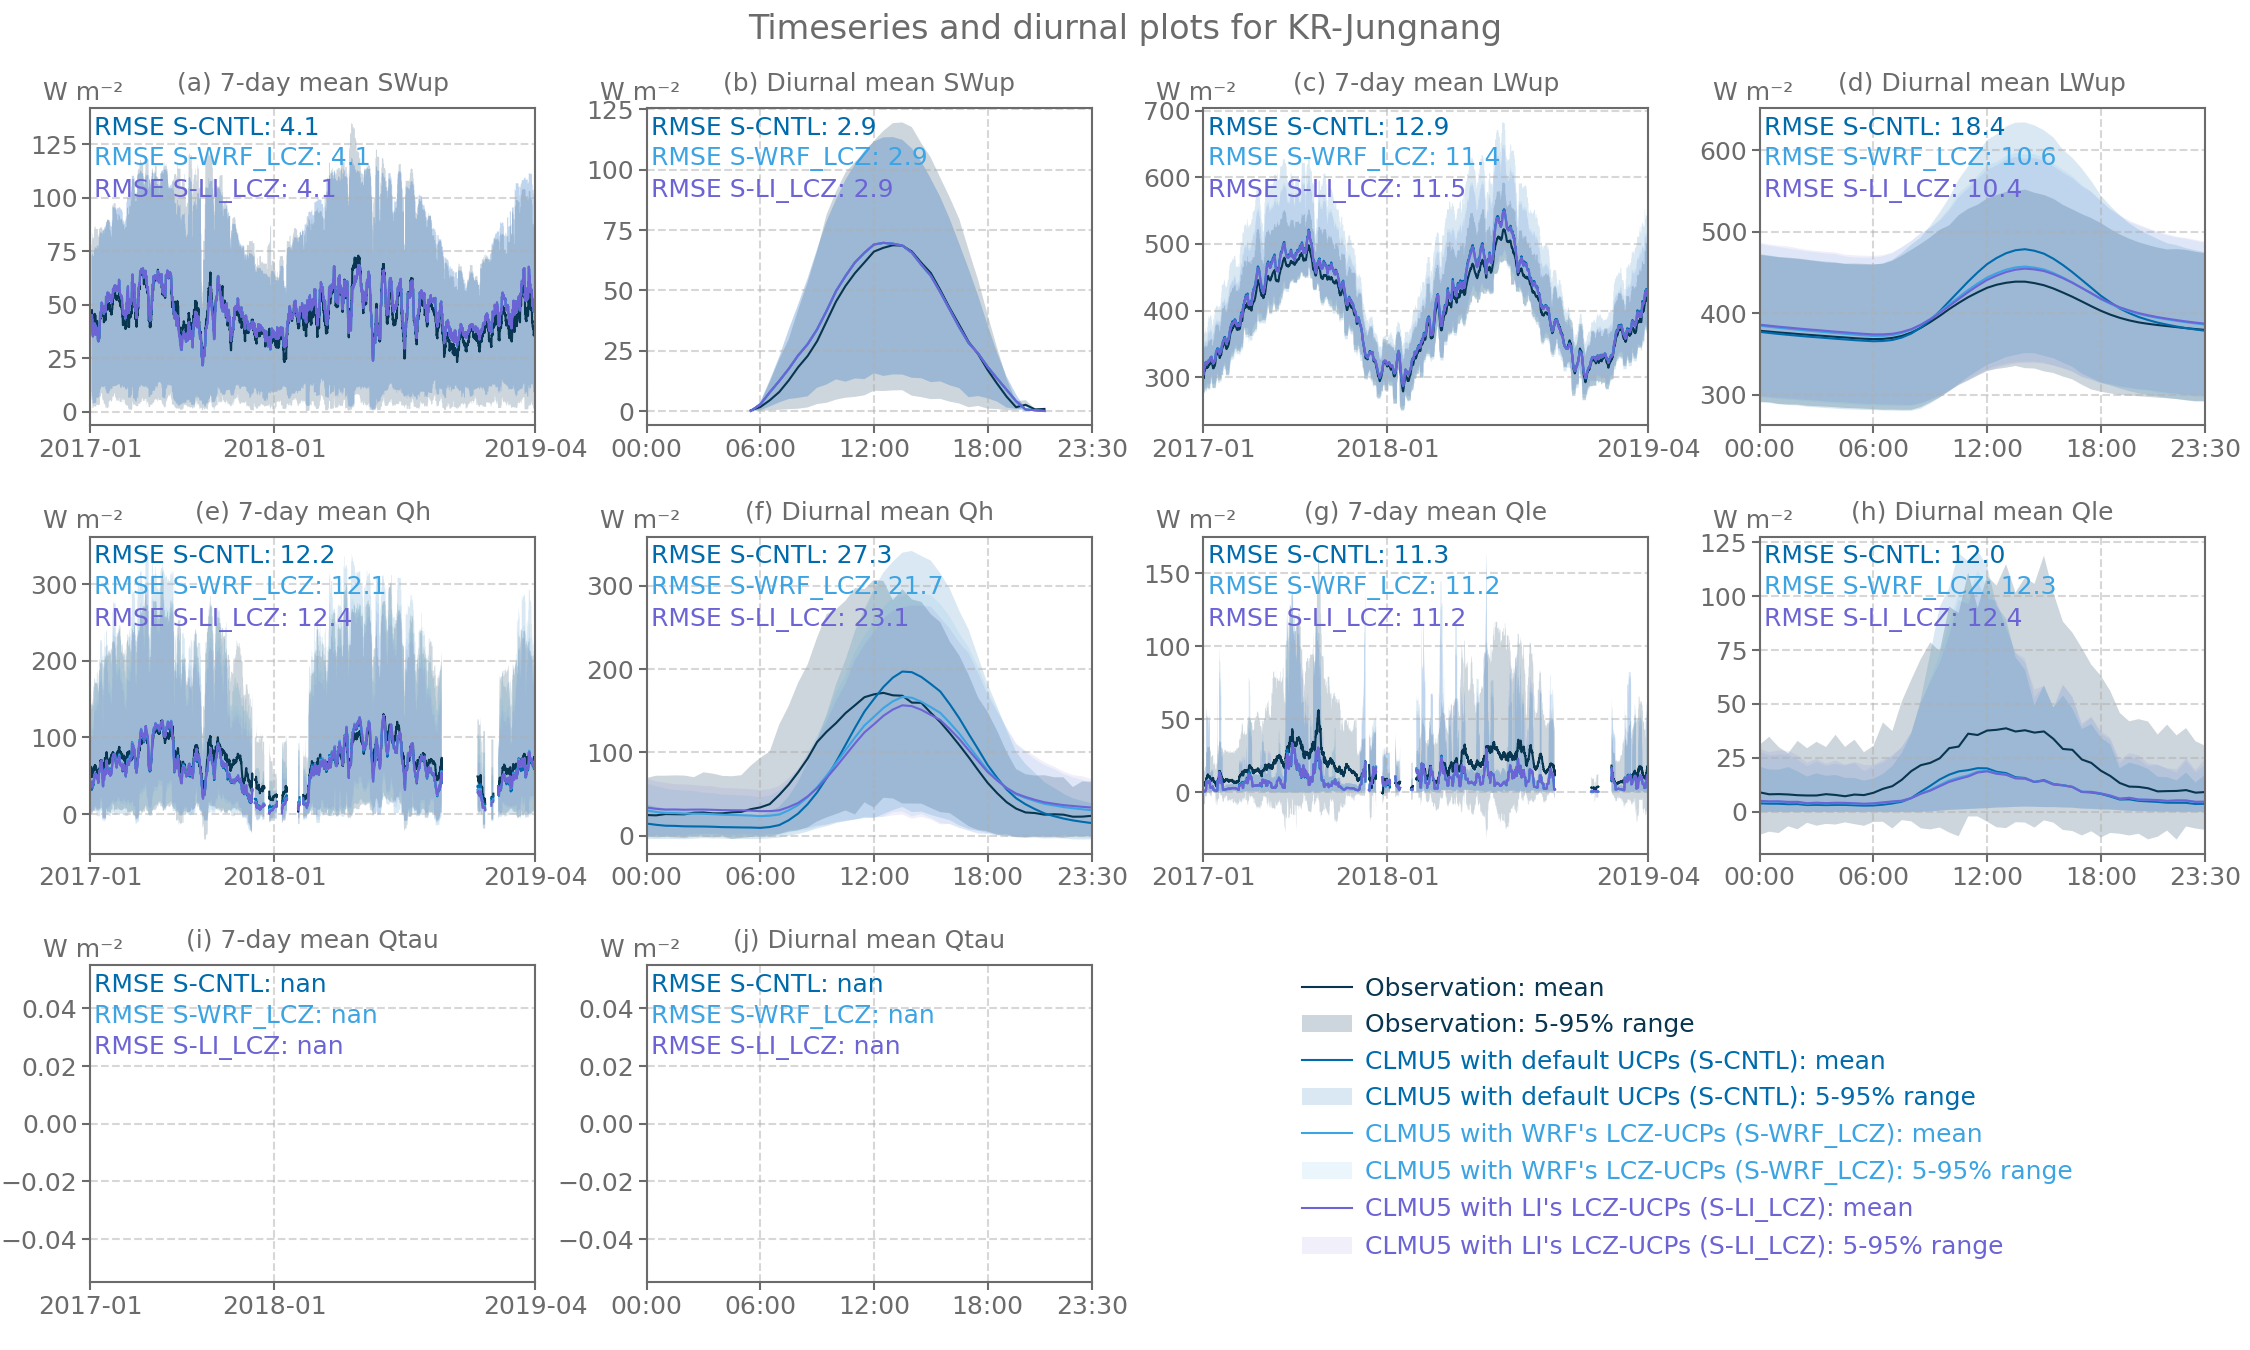 Timeseries and diurnal plots for KR-Jungnang
W m⁻² (a) 7-day mean SWup
RMSE S-CNTL: 4.1
RMSE S-WRF_LCZ: 4.1
RMSE S-LI_LCZ: 4.1
125
100
75
50
25
0
2017-01 2018-01 2019-04
W m⁻² (b) Diurnal mean SWup
RMSE S-CNTL: 2.9
RMSE S-WRF_LCZ: 2.9
RMSE S-LI_LCZ: 2.9
125
100
75
50
25
0
00:00 06:00 12:00 18:00 23:30
W m⁻² (c) 7-day mean LWup
RMSE S-CNTL: 12.9
RMSE S-WRF_LCZ: 11.4
RMSE S-LI_LCZ: 11.5
700
600
500
400
300
2017-01 2018-01 2019-04
W m⁻² (d) Diurnal mean LWup
RMSE S-CNTL: 18.4
RMSE S-WRF_LCZ: 10.6
RMSE S-LI_LCZ: 10.4
600
500
400
300
00:00 06:00 12:00 18:00 23:30
W m⁻² (e) 7-day mean Qh
RMSE S-CNTL: 12.2
RMSE S-WRF_LCZ: 12.1
RMSE S-LI_LCZ: 12.4
300
200
100
0
2017-01 2018-01 2019-04
W m⁻² (f) Diurnal mean Qh
RMSE S-CNTL: 27.3
RMSE S-WRF_LCZ: 21.7
RMSE S-LI_LCZ: 23.1
300
200
100
0
00:00 06:00 12:00 18:00 23:30
W m⁻² (g) 7-day mean Qle
RMSE S-CNTL: 11.3
RMSE S-WRF_LCZ: 11.2
RMSE S-LI_LCZ: 11.2
150
100
50
0
2017-01 2018-01 2019-04
W m⁻² (h) Diurnal mean Qle
RMSE S-CNTL: 12.0
RMSE S-WRF_LCZ: 12.3
RMSE S-LI_LCZ: 12.4
125
100
75
50
25
0
00:00 06:00 12:00 18:00 23:30
W m⁻² (i) 7-day mean Qtau
RMSE S-CNTL: nan
RMSE S-WRF_LCZ: nan
RMSE S-LI_LCZ: nan
0.04
0.02
0.00
−0.02
−0.04
2017-01 2018-01 2019-04
W m⁻² (j) Diurnal mean Qtau
RMSE S-CNTL: nan
RMSE S-WRF_LCZ: nan
RMSE S-LI_LCZ: nan
0.04
0.02
0.00
−0.02
−0.04
00:00 06:00 12:00 18:00 23:30
Observation: mean
Observation: 5-95% range
CLMU5 with default UCPs (S-CNTL): mean
CLMU5 with default UCPs (S-CNTL): 5-95% range
CLMU5 with WRF's LCZ-UCPs (S-WRF_LCZ): mean
CLMU5 with WRF's LCZ-UCPs (S-WRF_LCZ): 5-95% range
CLMU5 with LI's LCZ-UCPs (S-LI_LCZ): mean
CLMU5 with LI's LCZ-UCPs (S-LI_LCZ): 5-95% range